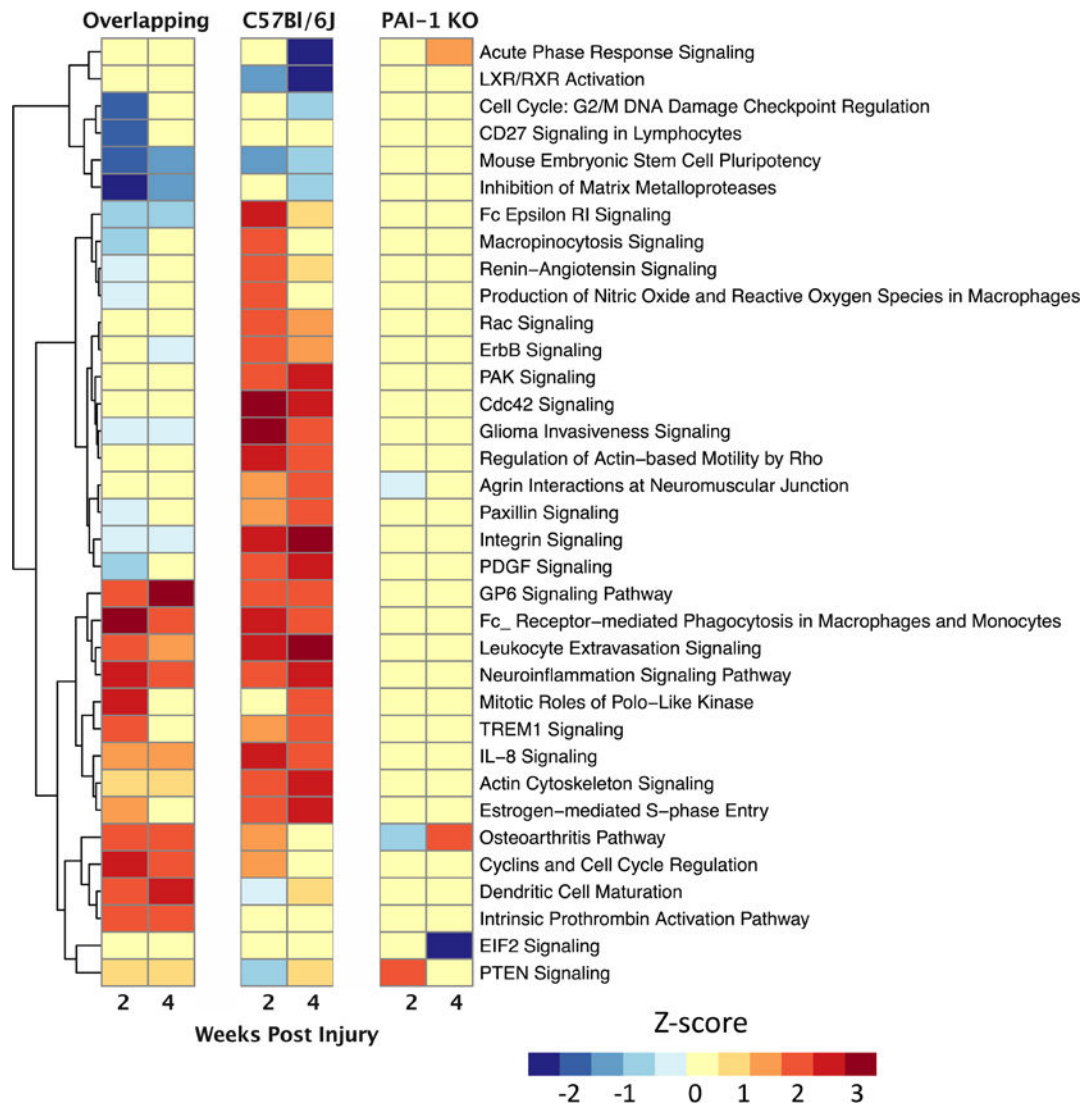 Overlapping C57Bl/6J PAI-1 KO
Acute Phase Response Signaling
LXR/RXR Activation
Cell Cycle: G2/M DNA Damage Checkpoint Regulation
CD27 Signaling in Lymphocytes
Mouse Embryonic Stem Cell Pluripotency
Inhibition of Matrix Metalloproteases
Fc Epsilon RI Signaling
Macropinocytosis Signaling
Renin−Angiotensin Signaling
Production of Nitric Oxide and Reactive Oxygen Species in Macrophages
Rac Signaling
ErbB Signaling
PAK Signaling
Cdc42 Signaling
Glioma Invasiveness Signaling
Regulation of Actin−based Motility by Rho
Agrin Interactions at Neuromuscular Junction
Paxillin Signaling
Integrin Signaling
PDGF Signaling
GP6 Signaling Pathway
Fc_ Receptor−mediated Phagocytosis in Macrophages and Monocytes
Leukocyte Extravasation Signaling
Neuroinflammation Signaling Pathway
Mitotic Roles of Polo−Like Kinase
TREM1 Signaling
IL−8 Signaling
Actin Cytoskeleton Signaling
Estrogen−mediated S−phase Entry
Osteoarthritis Pathway
Cyclins and Cell Cycle Regulation
Dendritic Cell Maturation
Intrinsic Prothrombin Activation Pathway
EIF2 Signaling
PTEN Signaling
2 4 2 4 2 4
Weeks Post Injury
Z-score
-2 -1 0 1 2 3